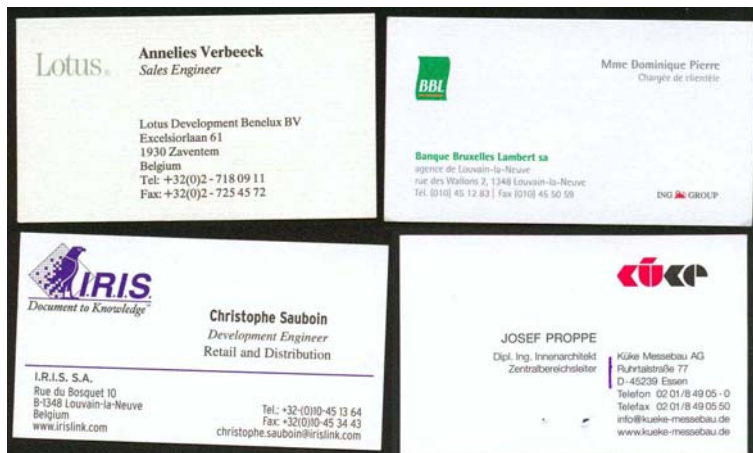 Lotus®
Annelies Verbeeck
Sales Engineer
Lotus Development Benelux BV
Excelsiorlaan 61
1930 Zaventem
Belgium
Tel: +32(0)2 - 718 09 11
Fax: +32(0)2 - 725 45 72
BBL
Mme Dominique Pierre
Chargée de clientèle
Banque Bruxelles Lambert sa
agence de Louvain-la-Neuve
rue des Wallons 2, 1348 Louvain-la-Neuve
Tél. (010) 45 12 83 | Fax (010) 45 50 59
ING GROUP
I.R.I.S.
Document to Knowledge™
Christophe Sauboin
Development Engineer
Retail and Distribution
I.R.I.S. S.A.
Rue du Bosquet 10
B-1348 Louvain-la-Neuve
Belgium
www.irislink.com
Tel.: +32-(0)10-45 13 64
Fax: +32(0)10-45 34 43
christophe.sauboin@irislink.com
küke
JOSEF PROPPE
Dipl. Ing. Innenarchitekt
Zentralbereichsleiter
Küke Messebau AG
Ruhrtalstraße 77
D-45239 Essen
Telefon 02 01/8 49 05 - 0
Telefax 02 01/8 49 05 50
info@kueke-messebau.de
www.kueke-messebau.de